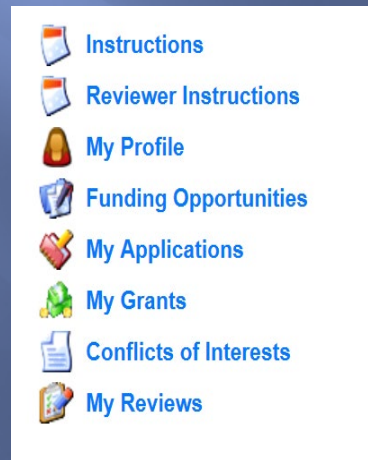 Instructions
Reviewer Instructions
My Profile
Funding Opportunities
My Applications
My Grants
Conflicts of Interests
My Reviews